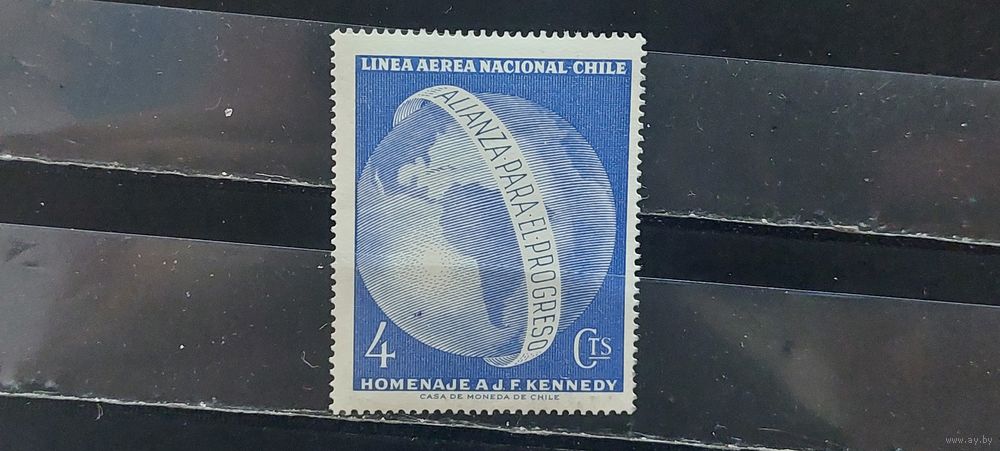 LINEA AEREA NACIONAL-CHILE
ALIANZA·PARA·EL·PROGRESO
4 CTS
HOMENAJE A J.F. KENNEDY
CASA DE MONEDA DE CHILE
www.ay.by